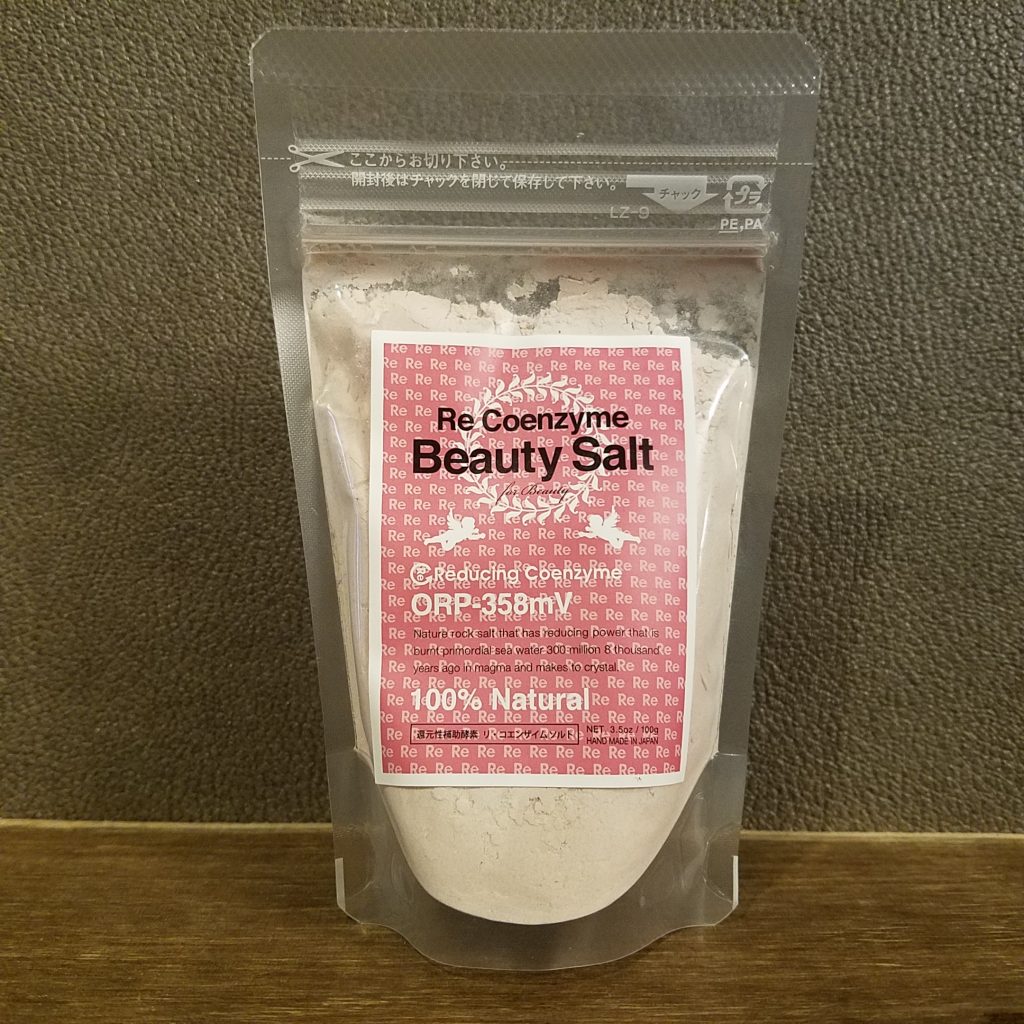 ここからお切り下さい。
開封後はチャックを閉じて保存して下さい。
チャック
プラ
LZ-9
PE,PA
Re Coenzyme
Beauty Salt
for Beauty
Reducing Coenzyme
ORP-358mV
Nature rock salt that has reducing power that is
burnt primordial sea water 300 million 8 thousand
years ago in magma and makes to crystal.
100% Natural
還元性補助酵素 リ・コエンザイムソルト
NET. 3.5oz / 100g
HAND MADE IN JAPAN